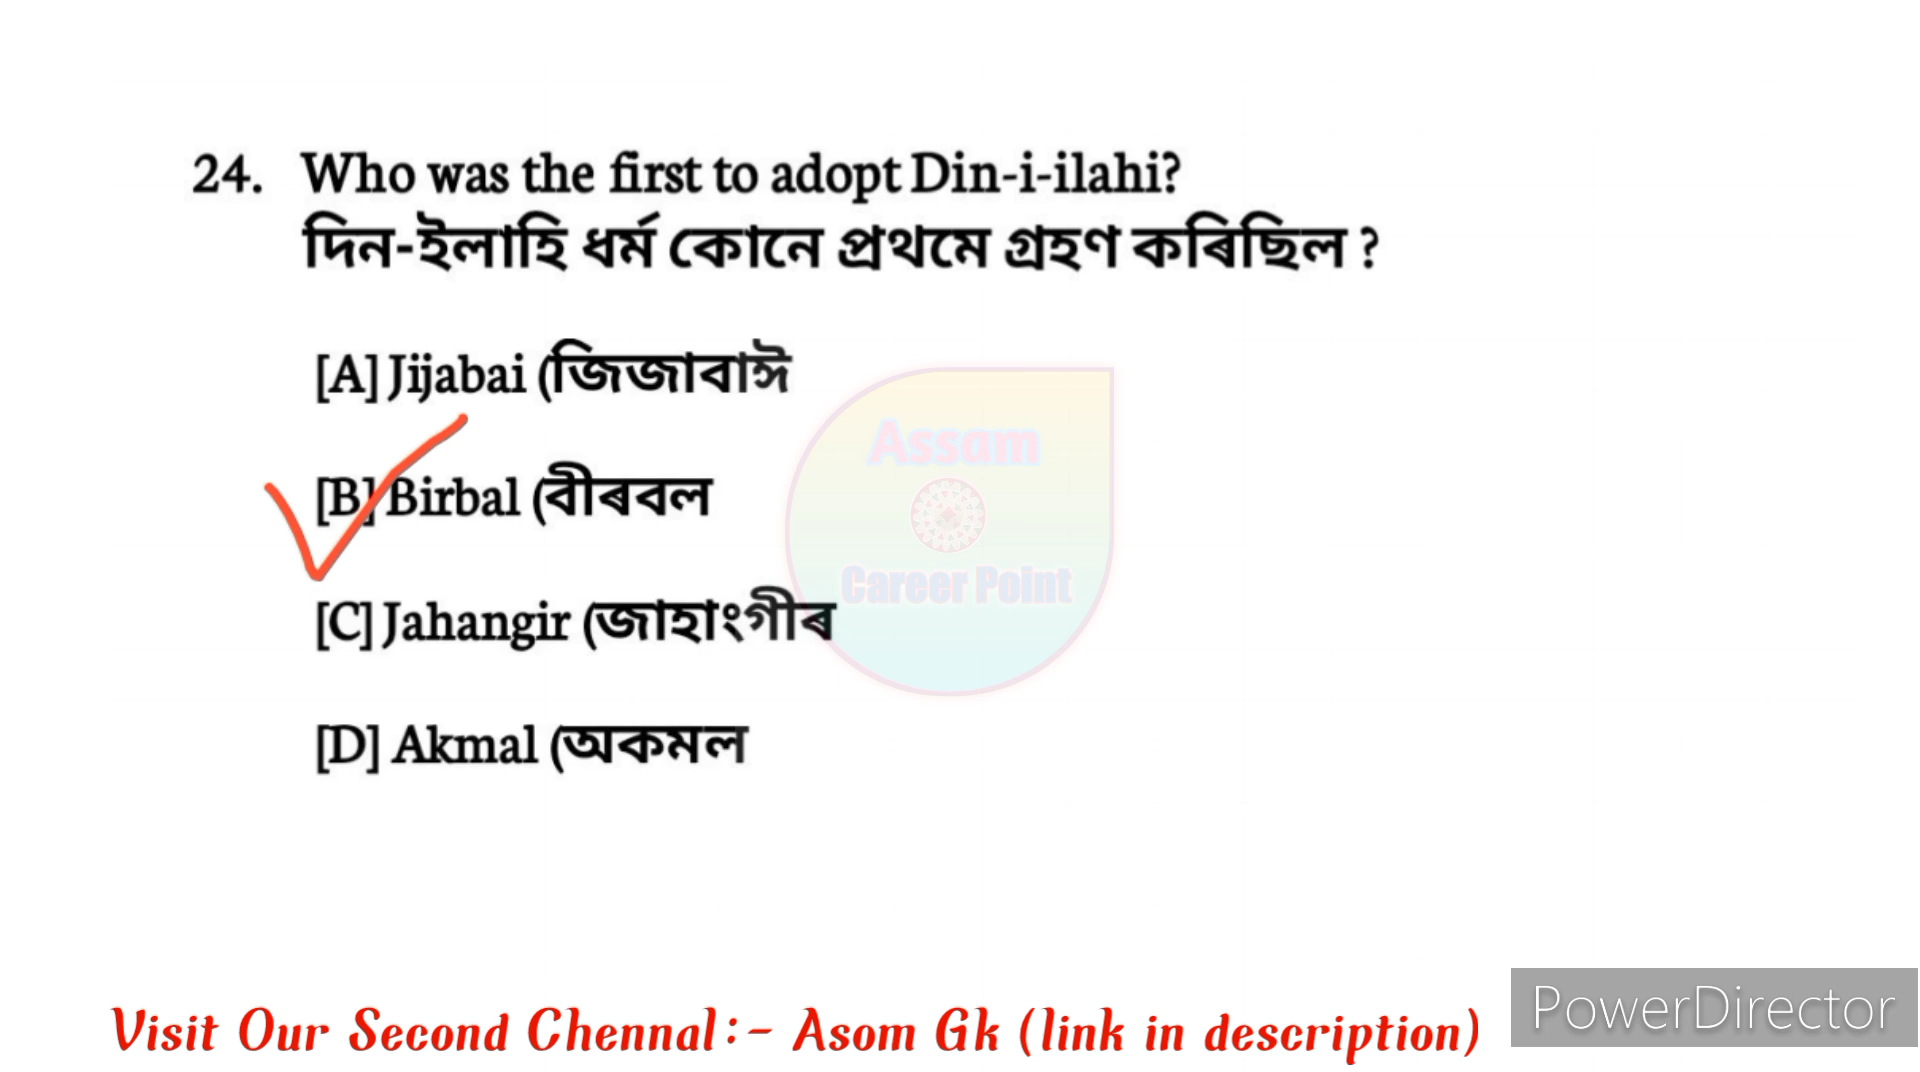 24. Who was the first to adopt Din-i-ilahi?
দিন-ইলাহি ধৰ্ম কোনে প্ৰথমে গ্ৰহণ কৰিছিল ?
[A] Jijabai (জিজাবাঈ
[B] Birbal (বীৰবল
[C] Jahangir (জাহাংগীৰ
[D] Akmal (অকমল
Assam
Career Point
Visit Our Second Chennal:- Asom Gk (link in description)
PowerDirector